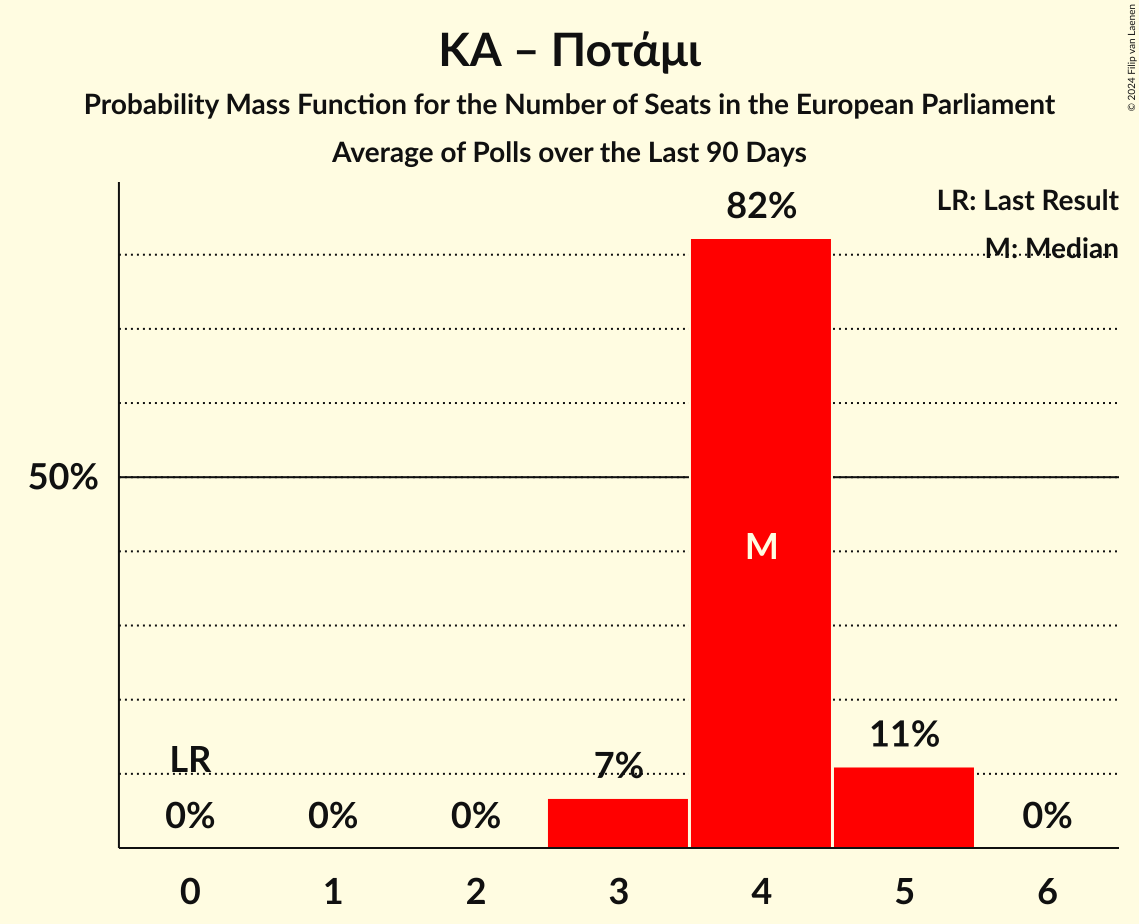 ΚΑ – Ποτάμι
Probability Mass Function for the Number of Seats in the European Parliament
Average of Polls over the Last 90 Days
© 2024 Filip van Laenen
LR: Last Result
M: Median
82%
50%
M
11%
LR
7%
0% 0% 0% 0%
0 1 2 3 4 5 6